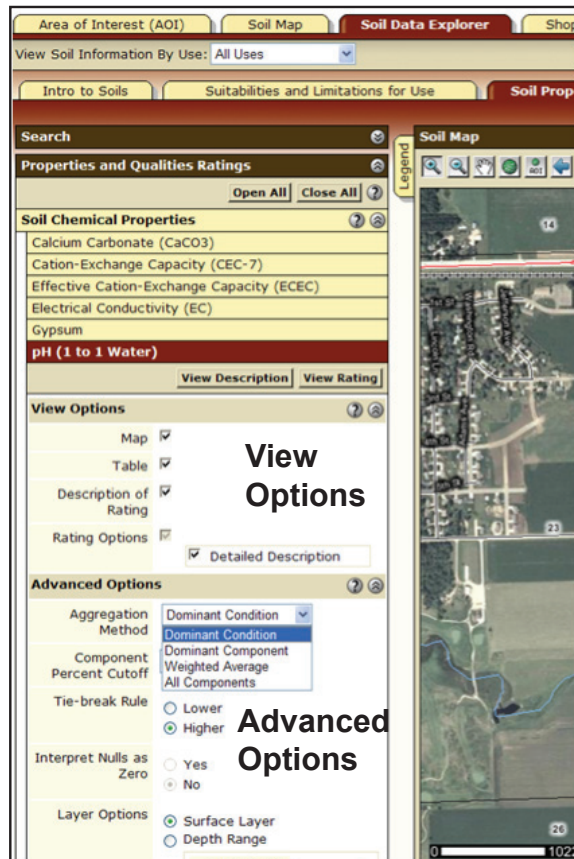 Area of Interest (AOI) Soil Map Soil Data Explorer Shop
View Soil Information By Use: All Uses
Intro to Soils Suitabilities and Limitations for Use Soil Prop
Search
Properties and Qualities Ratings
Open All Close All ?
Soil Chemical Properties ?
Calcium Carbonate (CaCO3)
Cation-Exchange Capacity (CEC-7)
Effective Cation-Exchange Capacity (ECEC)
Electrical Conductivity (EC)
Gypsum
pH (1 to 1 Water)
View Description View Rating
View Options ?
Map
Table
Description of
Rating
Rating Options
Detailed Description
View
Options
Advanced Options ?
Aggregation
Method
Dominant Condition
Dominant Condition
Dominant Component
Weighted Average
All Components
Component
Percent Cutoff
Tie-break Rule
Lower
Higher
Advanced
Options
Interpret Nulls as
Zero
Yes
No
Layer Options
Surface Layer
Depth Range
Legend
Soil Map
AOI
14
23
26
0 1022